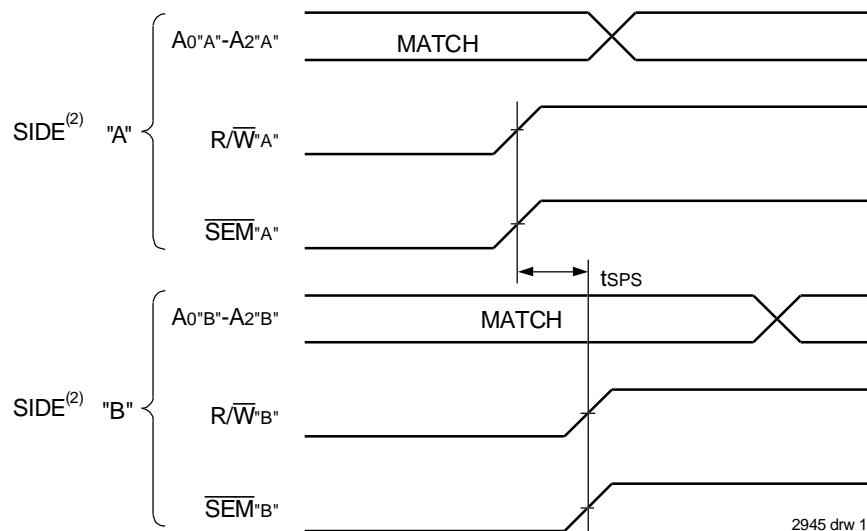 A0"A"-A2"A"
MATCH
SIDE(2) "A"
R/W"A"
SEM"A"
tSPS
A0"B"-A2"B"
MATCH
SIDE(2) "B"
R/W"B"
SEM"B"
2945 drw 1